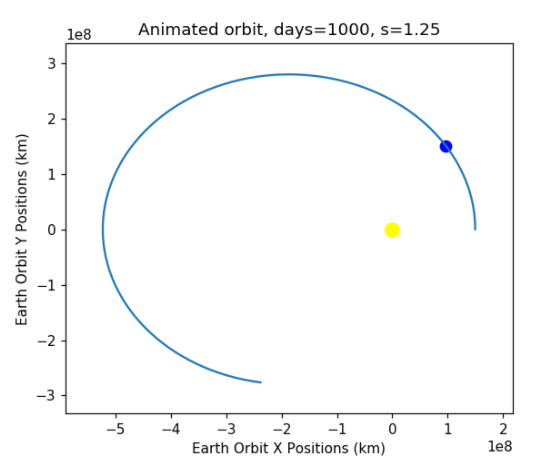 Animated orbit, days=1000, s=1.25
1e8
3
2
1
0
−1
−2
−3
Earth Orbit Y Positions (km)
−5 −4 −3 −2 −1 0 1 2
Earth Orbit X Positions (km)
1e8